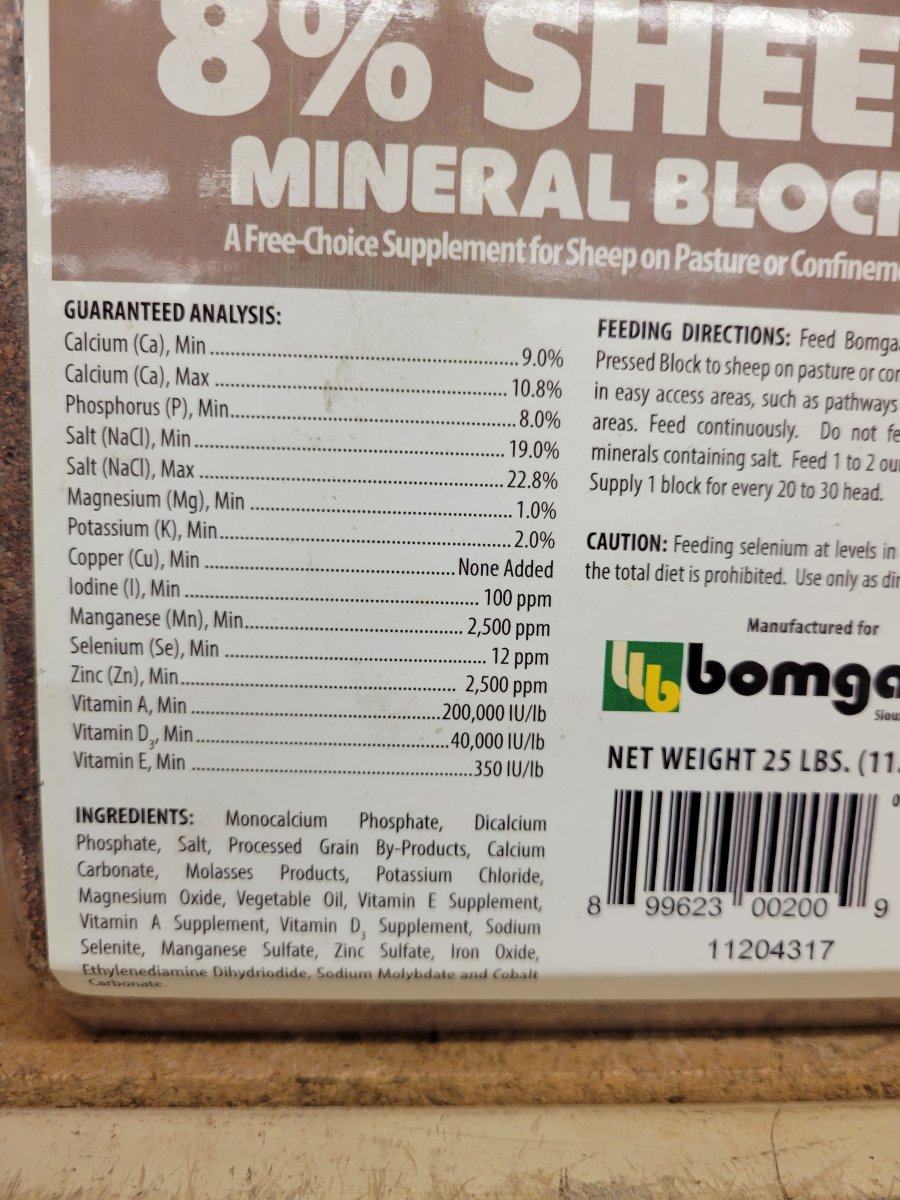 8% SHEE
MINERAL BLOC
A Free-Choice Supplement for Sheep on Pasture or Confinem
GUARANTEED ANALYSIS:
Calcium (Ca), Min 9.0%
Calcium (Ca), Max 10.8%
Phosphorus (P), Min 8.0%
Salt (NaCl), Min 19.0%
Salt (NaCl), Max 22.8%
Magnesium (Mg), Min 1.0%
Potassium (K), Min 2.0%
Copper (Cu), Min None Added
Iodine (I), Min 100 ppm
Manganese (Mn), Min 2,500 ppm
Selenium (Se), Min 12 ppm
Zinc (Zn), Min 2,500 ppm
Vitamin A, Min 200,000 IU/lb
Vitamin D3, Min 40,000 IU/lb
Vitamin E, Min 350 IU/lb
INGREDIENTS: Monocalcium Phosphate, Dicalcium
Phosphate, Salt, Processed Grain By-Products, Calcium
Carbonate, Molasses Products, Potassium Chloride,
Magnesium Oxide, Vegetable Oil, Vitamin E Supplement,
Vitamin A Supplement, Vitamin D3 Supplement, Sodium
Selenite, Manganese Sulfate, Zinc Sulfate, Iron Oxide,
Ethylenediamine Dihydriodide, Sodium Molybdate and Cobalt
Carbonate.
FEEDING DIRECTIONS: Feed Bomga
Pressed Block to sheep on pasture or con
in easy access areas, such as pathways
areas. Feed continuously. Do not fe
minerals containing salt. Feed 1 to 2 ou
Supply 1 block for every 20 to 30 head.
CAUTION: Feeding selenium at levels in
the total diet is prohibited. Use only as dir
Manufactured for
bomga
Sioux
NET WEIGHT 25 LBS. (11.
8 99623 00200 9
11204317